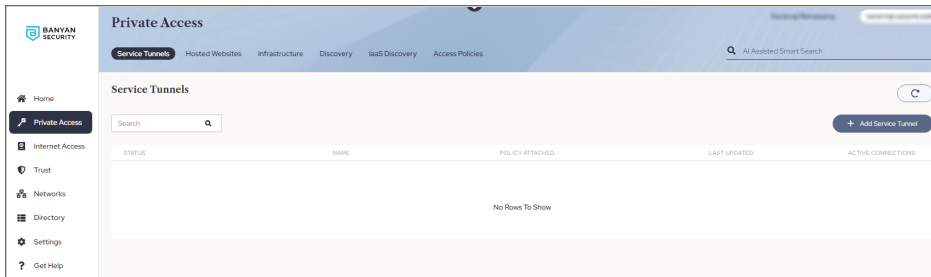 BANYAN
SECURITY
Private Access
Service Tunnels
Hosted Websites
Infrastructure
Discovery
IaaS Discovery
Access Policies
AI Assisted Smart Search
Home
Private Access
Internet Access
Trust
Networks
Directory
Settings
Get Help
Service Tunnels
Search
+ Add Service Tunnel
STATUS
NAME
POLICY ATTACHED
LAST UPDATED
ACTIVE CONNECTIONS
No Rows To Show